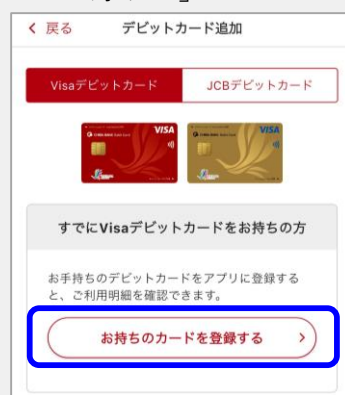 戻る デビットカード追加
Visaデビットカード JCBデビットカード
VISA VISA
すでにVisaデビットカードをお持ちの方
お手持ちのデビットカードをアプリに登録する
と、ご利用明細を確認できます。
お持ちのカードを登録する